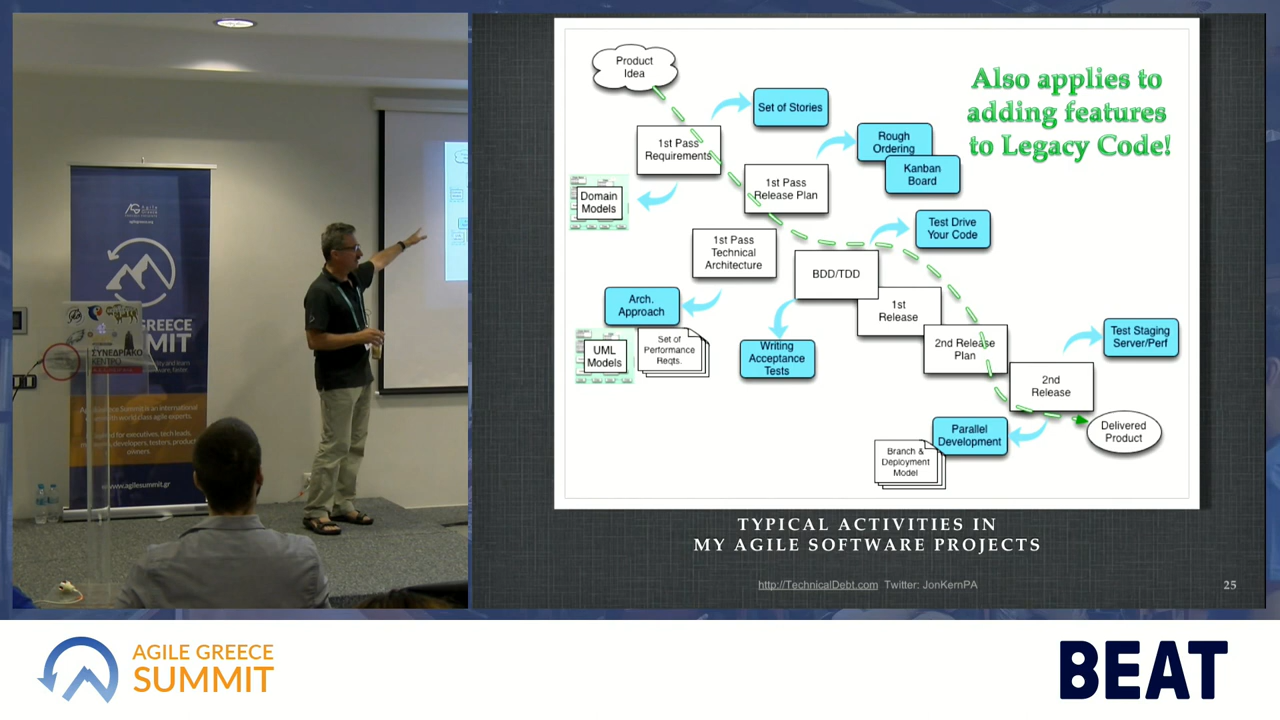 Product
Idea
Also applies to
adding features
to Legacy Code!
Set of Stories
1st Pass
Requirements
Rough
Ordering
Kanban
Board
1st Pass
Release Plan
Domain
Models
Test Drive
Your Code
1st Pass
Technical
Architecture
BDD/TDD
Arch.
Approach
1st
Release
UML
Models
Set of
Performance
Reqts.
Writing
Acceptance
Tests
2nd Release
Plan
Test Staging
Server/Perf
2nd
Release
Parallel
Development
Delivered
Product
Branch &
Deployment
Model
TYPICAL ACTIVITIES IN
MY AGILE SOFTWARE PROJECTS
http://TechnicalDebt.com Twitter: JonKernPA
25
GREECE
SUMMIT
ΣΥΝΕΔΡΙΑΚΟ
ΚΕΝΤΡΟ
www.agilesummit.gr
AGILE GREECE
SUMMIT
BEAT